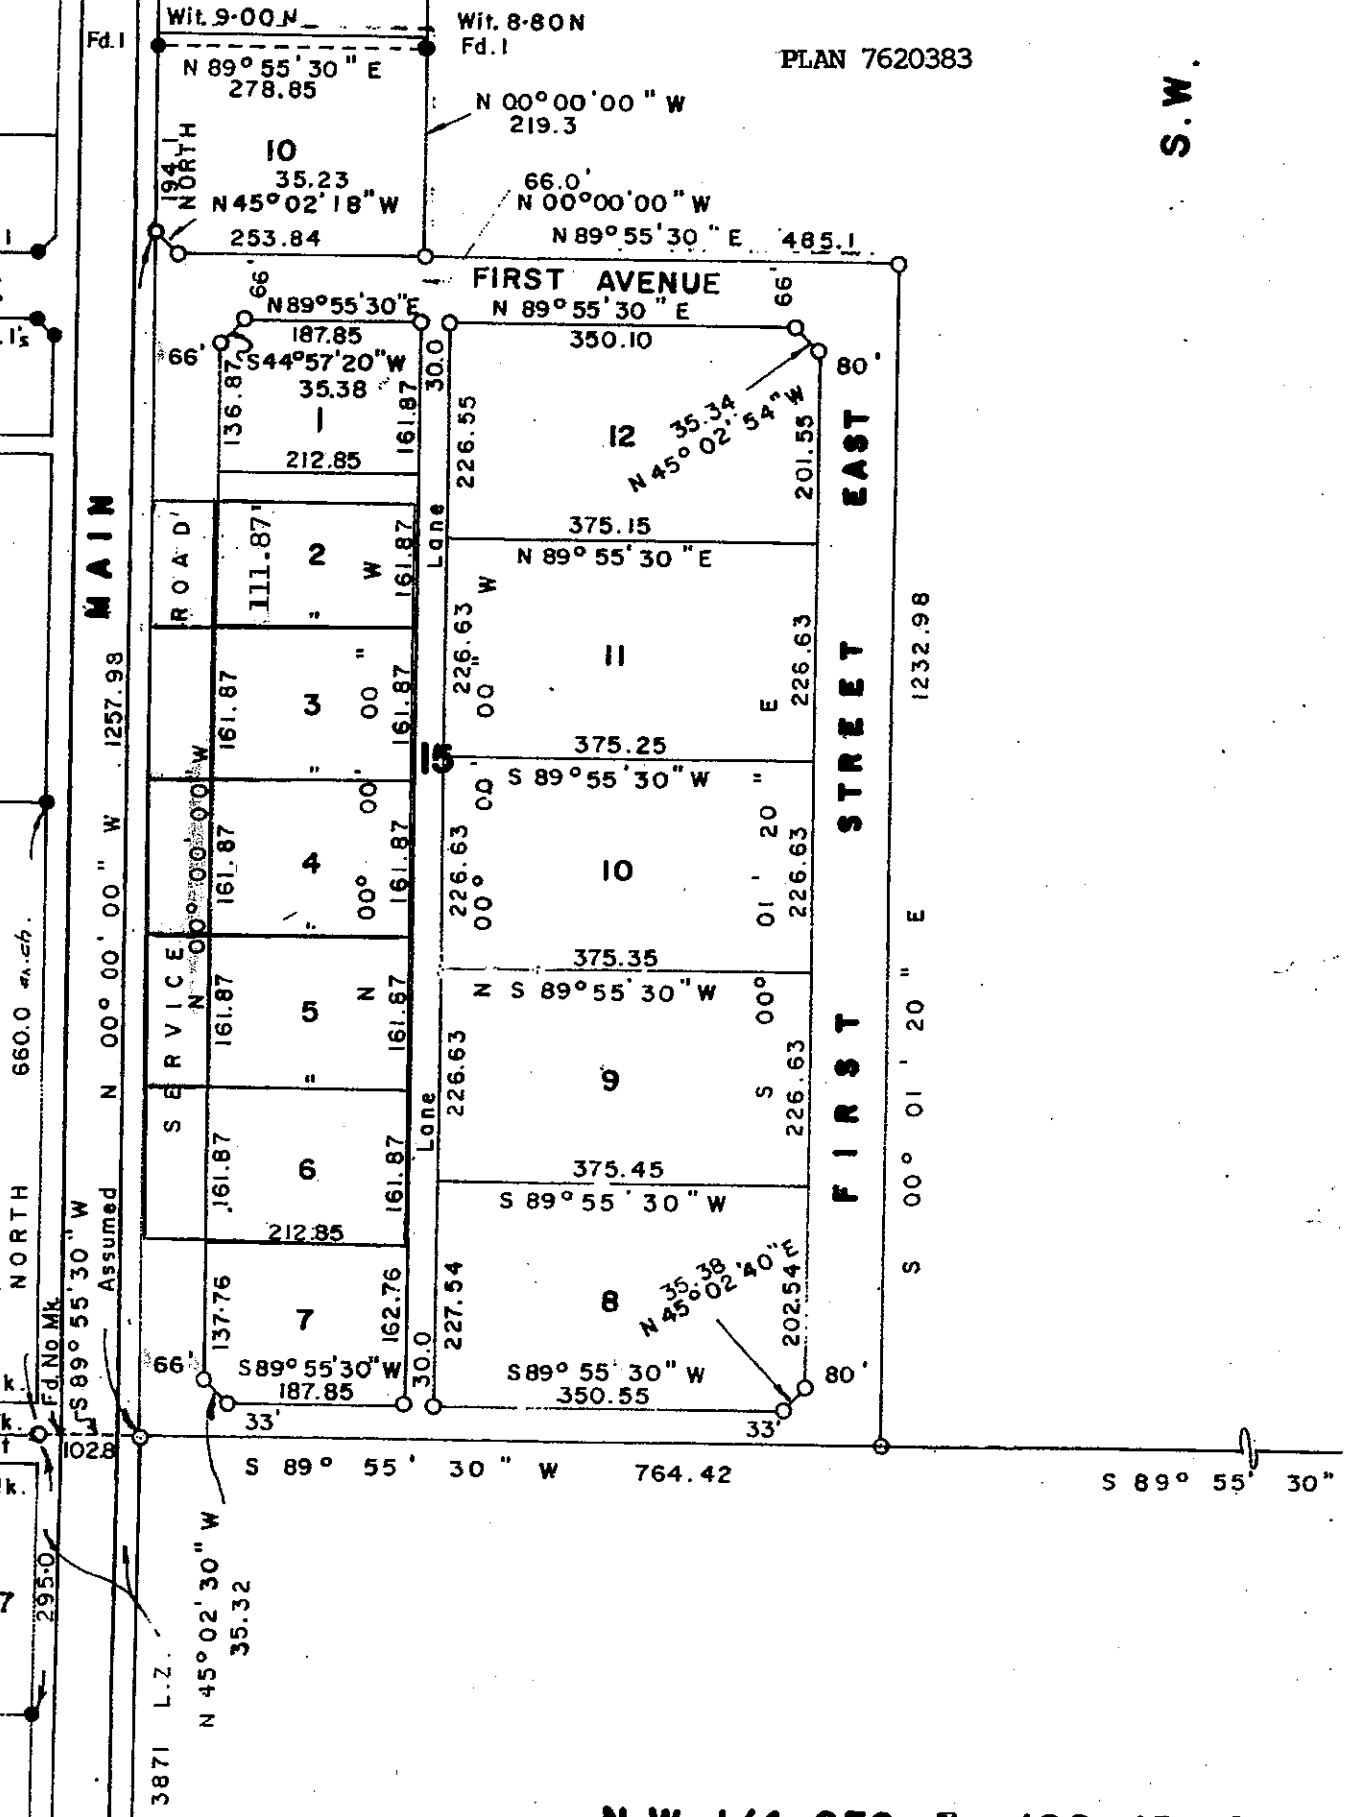 Wit. 9·00 N
Wit. 8·80 N
Fd. I
Fd. I
PLAN 7620383
S.W.
N 89° 55' 30" E
278.85
N 00° 00' 00" W
219.3
194.1
NORTH
10
35.23
N 45° 02' 18" W
66.0'
N 00° 00' 00" W
253.84
N 89° 55' 30" E 485.1
FIRST AVENUE
66'
66'
N 89° 55' 30" E
187.85
N 89° 55' 30" E
350.10
66'
S 44° 57' 20" W
35.38
80'
136.87
1
161.87
30.0
212.85
226.55
12
35.34
N 45° 02' 54" W
201.55
375.15
N 89° 55' 30" E
MAIN
SERVICE ROAD
111.87'
2
"
161.87
Lane
226.63
11
226.63
375.25
S 89° 55' 30" W
161.87
3
"
161.87
15
161.87
4
161.87
226.63
10
226.63
375.35
S 89° 55' 30" W
161.87
5
"
161.67
226.63
9
226.63
375.45
S 89° 55' 30" W
161.87
6
161.87
Lane
212.85
137.76
7
162.76
30.0
227.54
8
35.38
N 45° 02' 40" E
202.54
S 89° 55' 30" W
187.85
S 89° 55' 30" W
350.55
66'
80'
33'
33'
N 00° 00' 00" W 1257.98
N 00° 00' 00" W
N 00° 00' 00" W
N 00° 00' 00" W
S 00° 01' 20" E
FIRST STREET EAST
1232.98
S 00° 01' 20" E
NORTH 660.0
Fd. No Mk.
S 89° 55' 30" W
Assumed
102.8
S 89° 55' 30" W 764.42
S 89° 55' 30"
N 45° 02' 30" W
35.32
295.0
7
3871 L.Z.